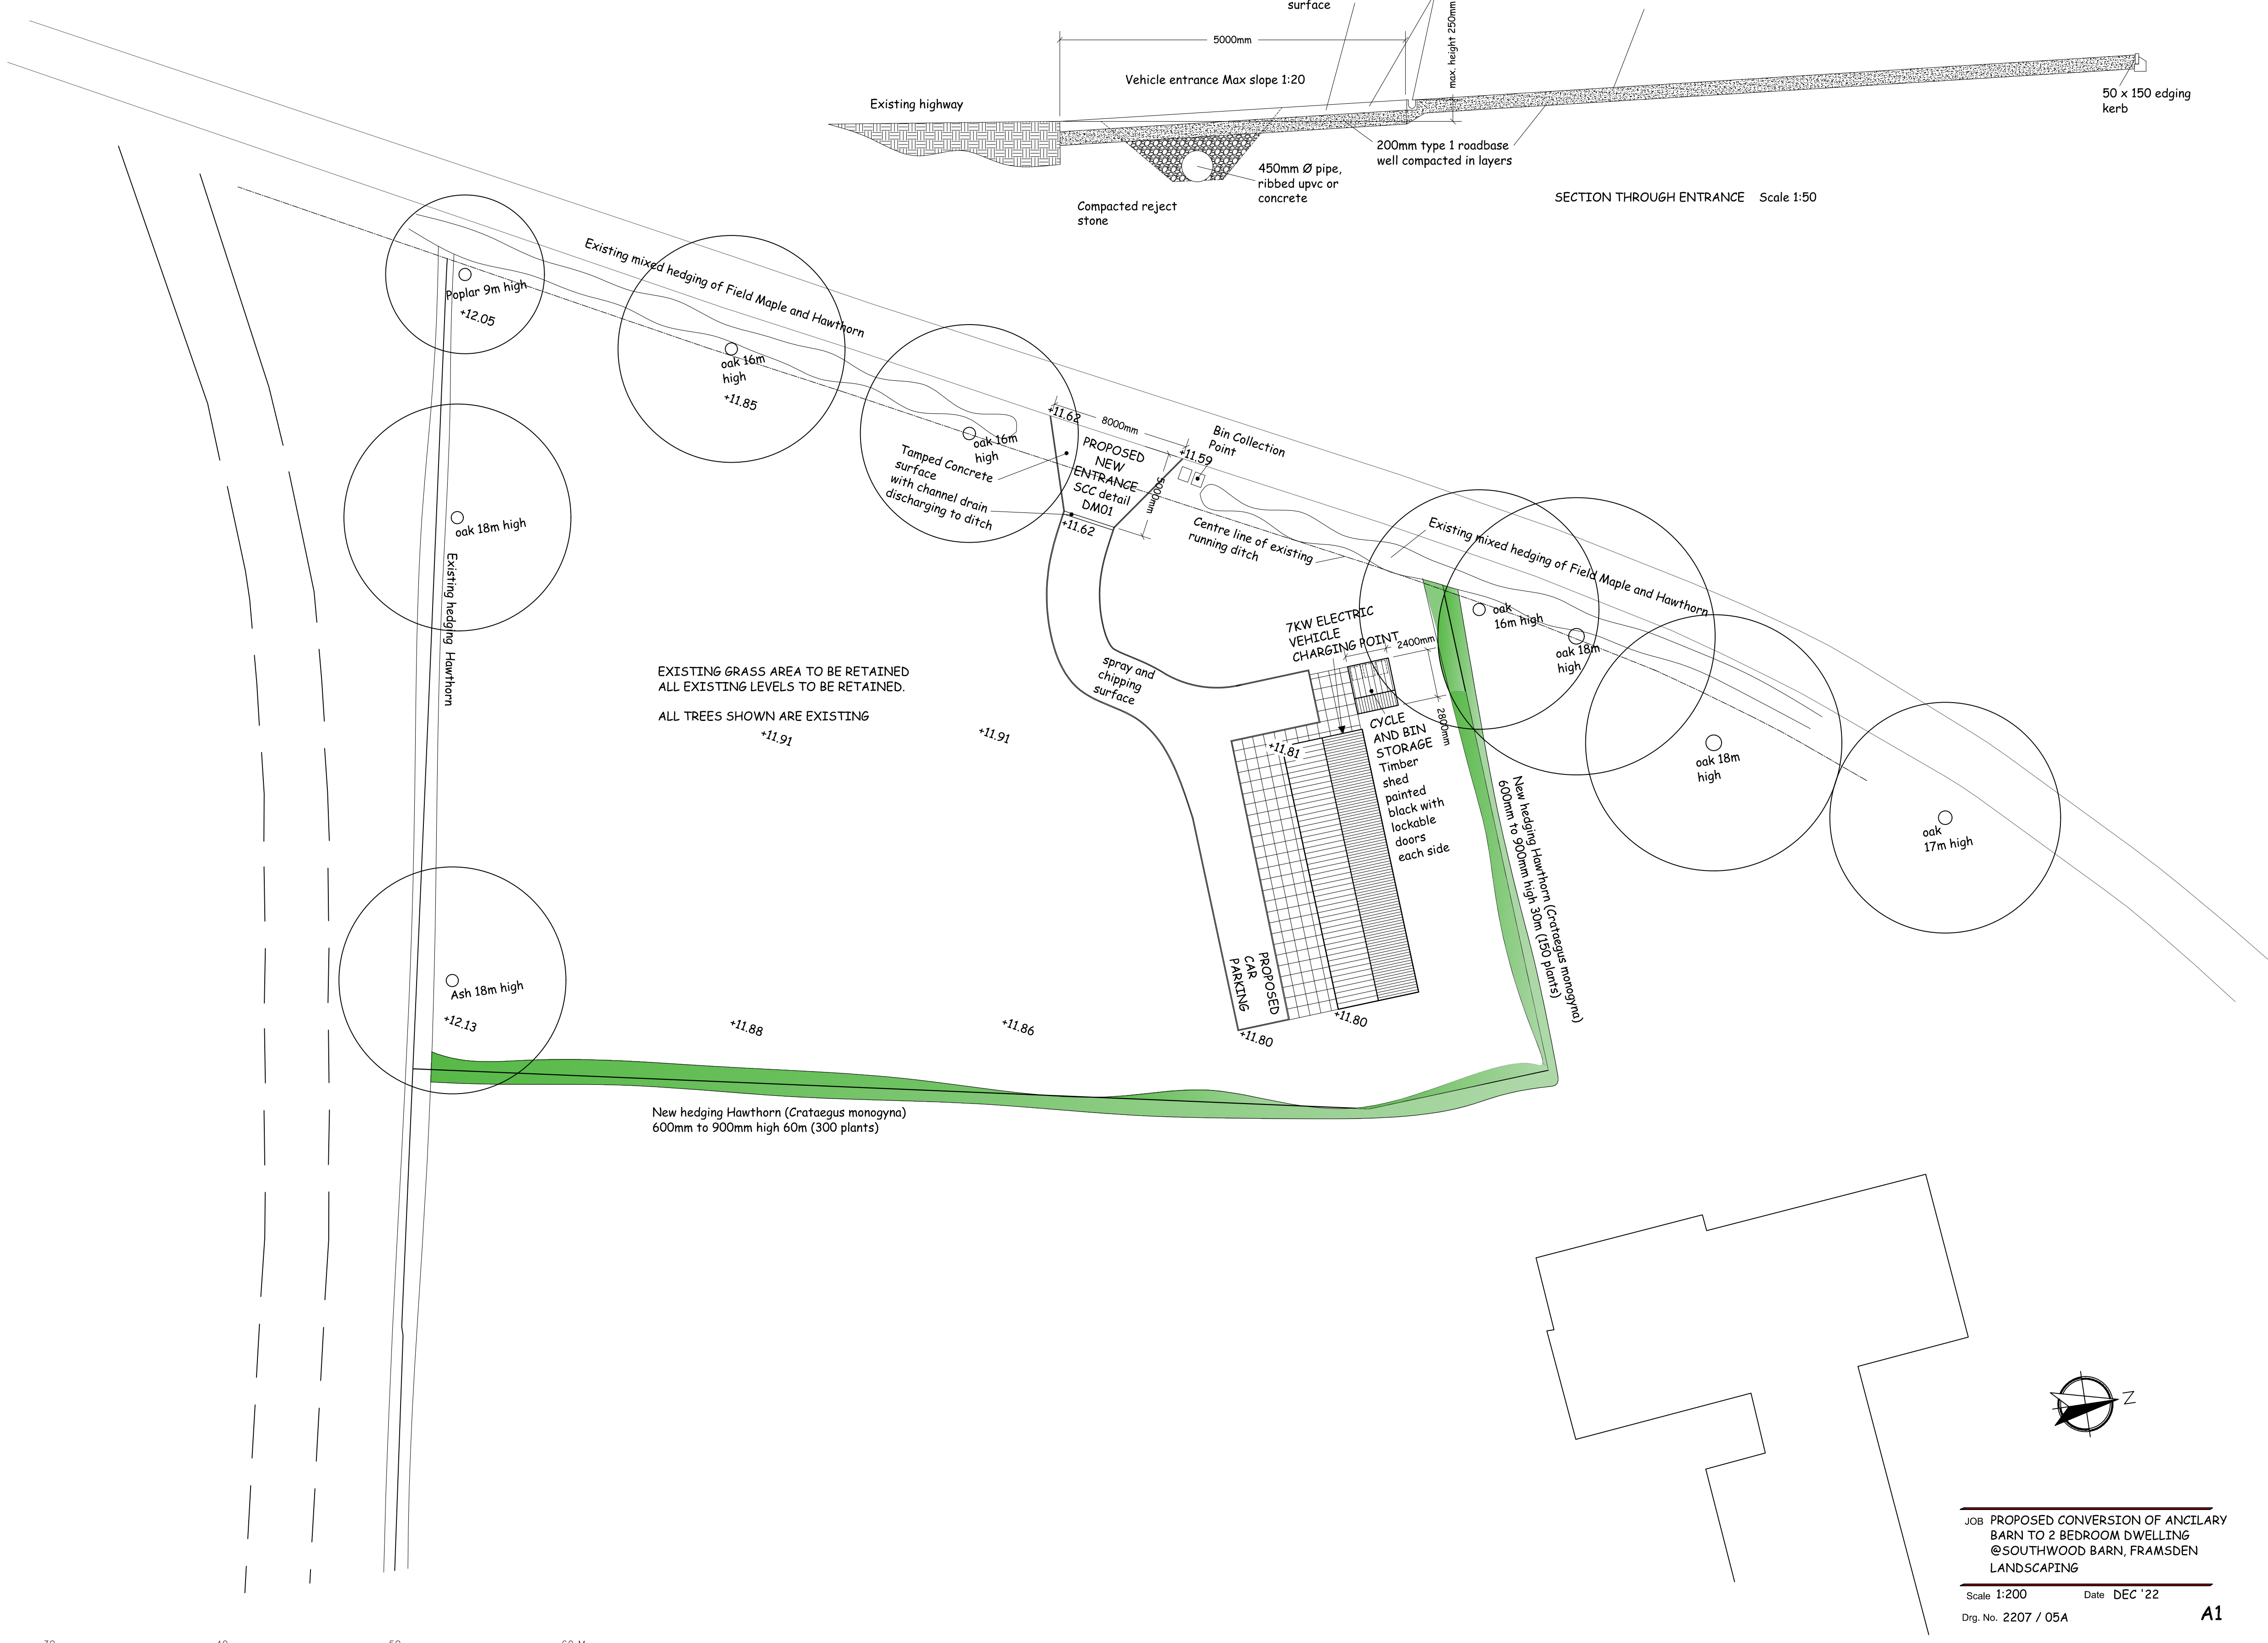 surface
5000mm
max. height 250mm
Vehicle entrance Max slope 1:20
Existing highway
50 x 150 edging
kerb
200mm type 1 roadbase
well compacted in layers
450mm Ø pipe,
ribbed upvc or
concrete
Compacted reject
stone
SECTION THROUGH ENTRANCE Scale 1:50
Existing mixed hedging of Field Maple and Hawthorn
Poplar 9m high
+12.05
oak 16m
high
+11.85
oak 16m
high
+11.62
8000mm
Bin Collection
Point
+11.59
PROPOSED
NEW
ENTRANCE
SCC detail
DM01
5000mm
Tamped Concrete
surface
with channel drain
discharging to ditch
+11.62
Centre line of existing
running ditch
Existing mixed hedging of Field Maple and Hawthorn
oak 18m high
Existing hedging Hawthorn
oak
16m high
oak 18m
high
oak 18m
high
oak
17m high
7KW ELECTRIC
VEHICLE
CHARGING POINT
2400mm
2800mm
spray and
chipping
surface
EXISTING GRASS AREA TO BE RETAINED
ALL EXISTING LEVELS TO BE RETAINED.
ALL TREES SHOWN ARE EXISTING
+11.91
+11.91
+11.81
CYCLE
AND BIN
STORAGE
Timber
shed
painted
black with
lockable
doors
each side
New hedging Hawthorn (Crataegus monogyna)
600mm to 900mm high 30m (150 plants)
PROPOSED
CAR
PARKING
Ash 18m high
+12.13
+11.88
+11.86
+11.80
+11.80
New hedging Hawthorn (Crataegus monogyna)
600mm to 900mm high 60m (300 plants)
Z
JOB PROPOSED CONVERSION OF ANCILARY
BARN TO 2 BEDROOM DWELLING
@SOUTHWOOD BARN, FRAMSDEN
LANDSCAPING
Scale 1:200 Date DEC '22
Drg. No. 2207 / 05A A1